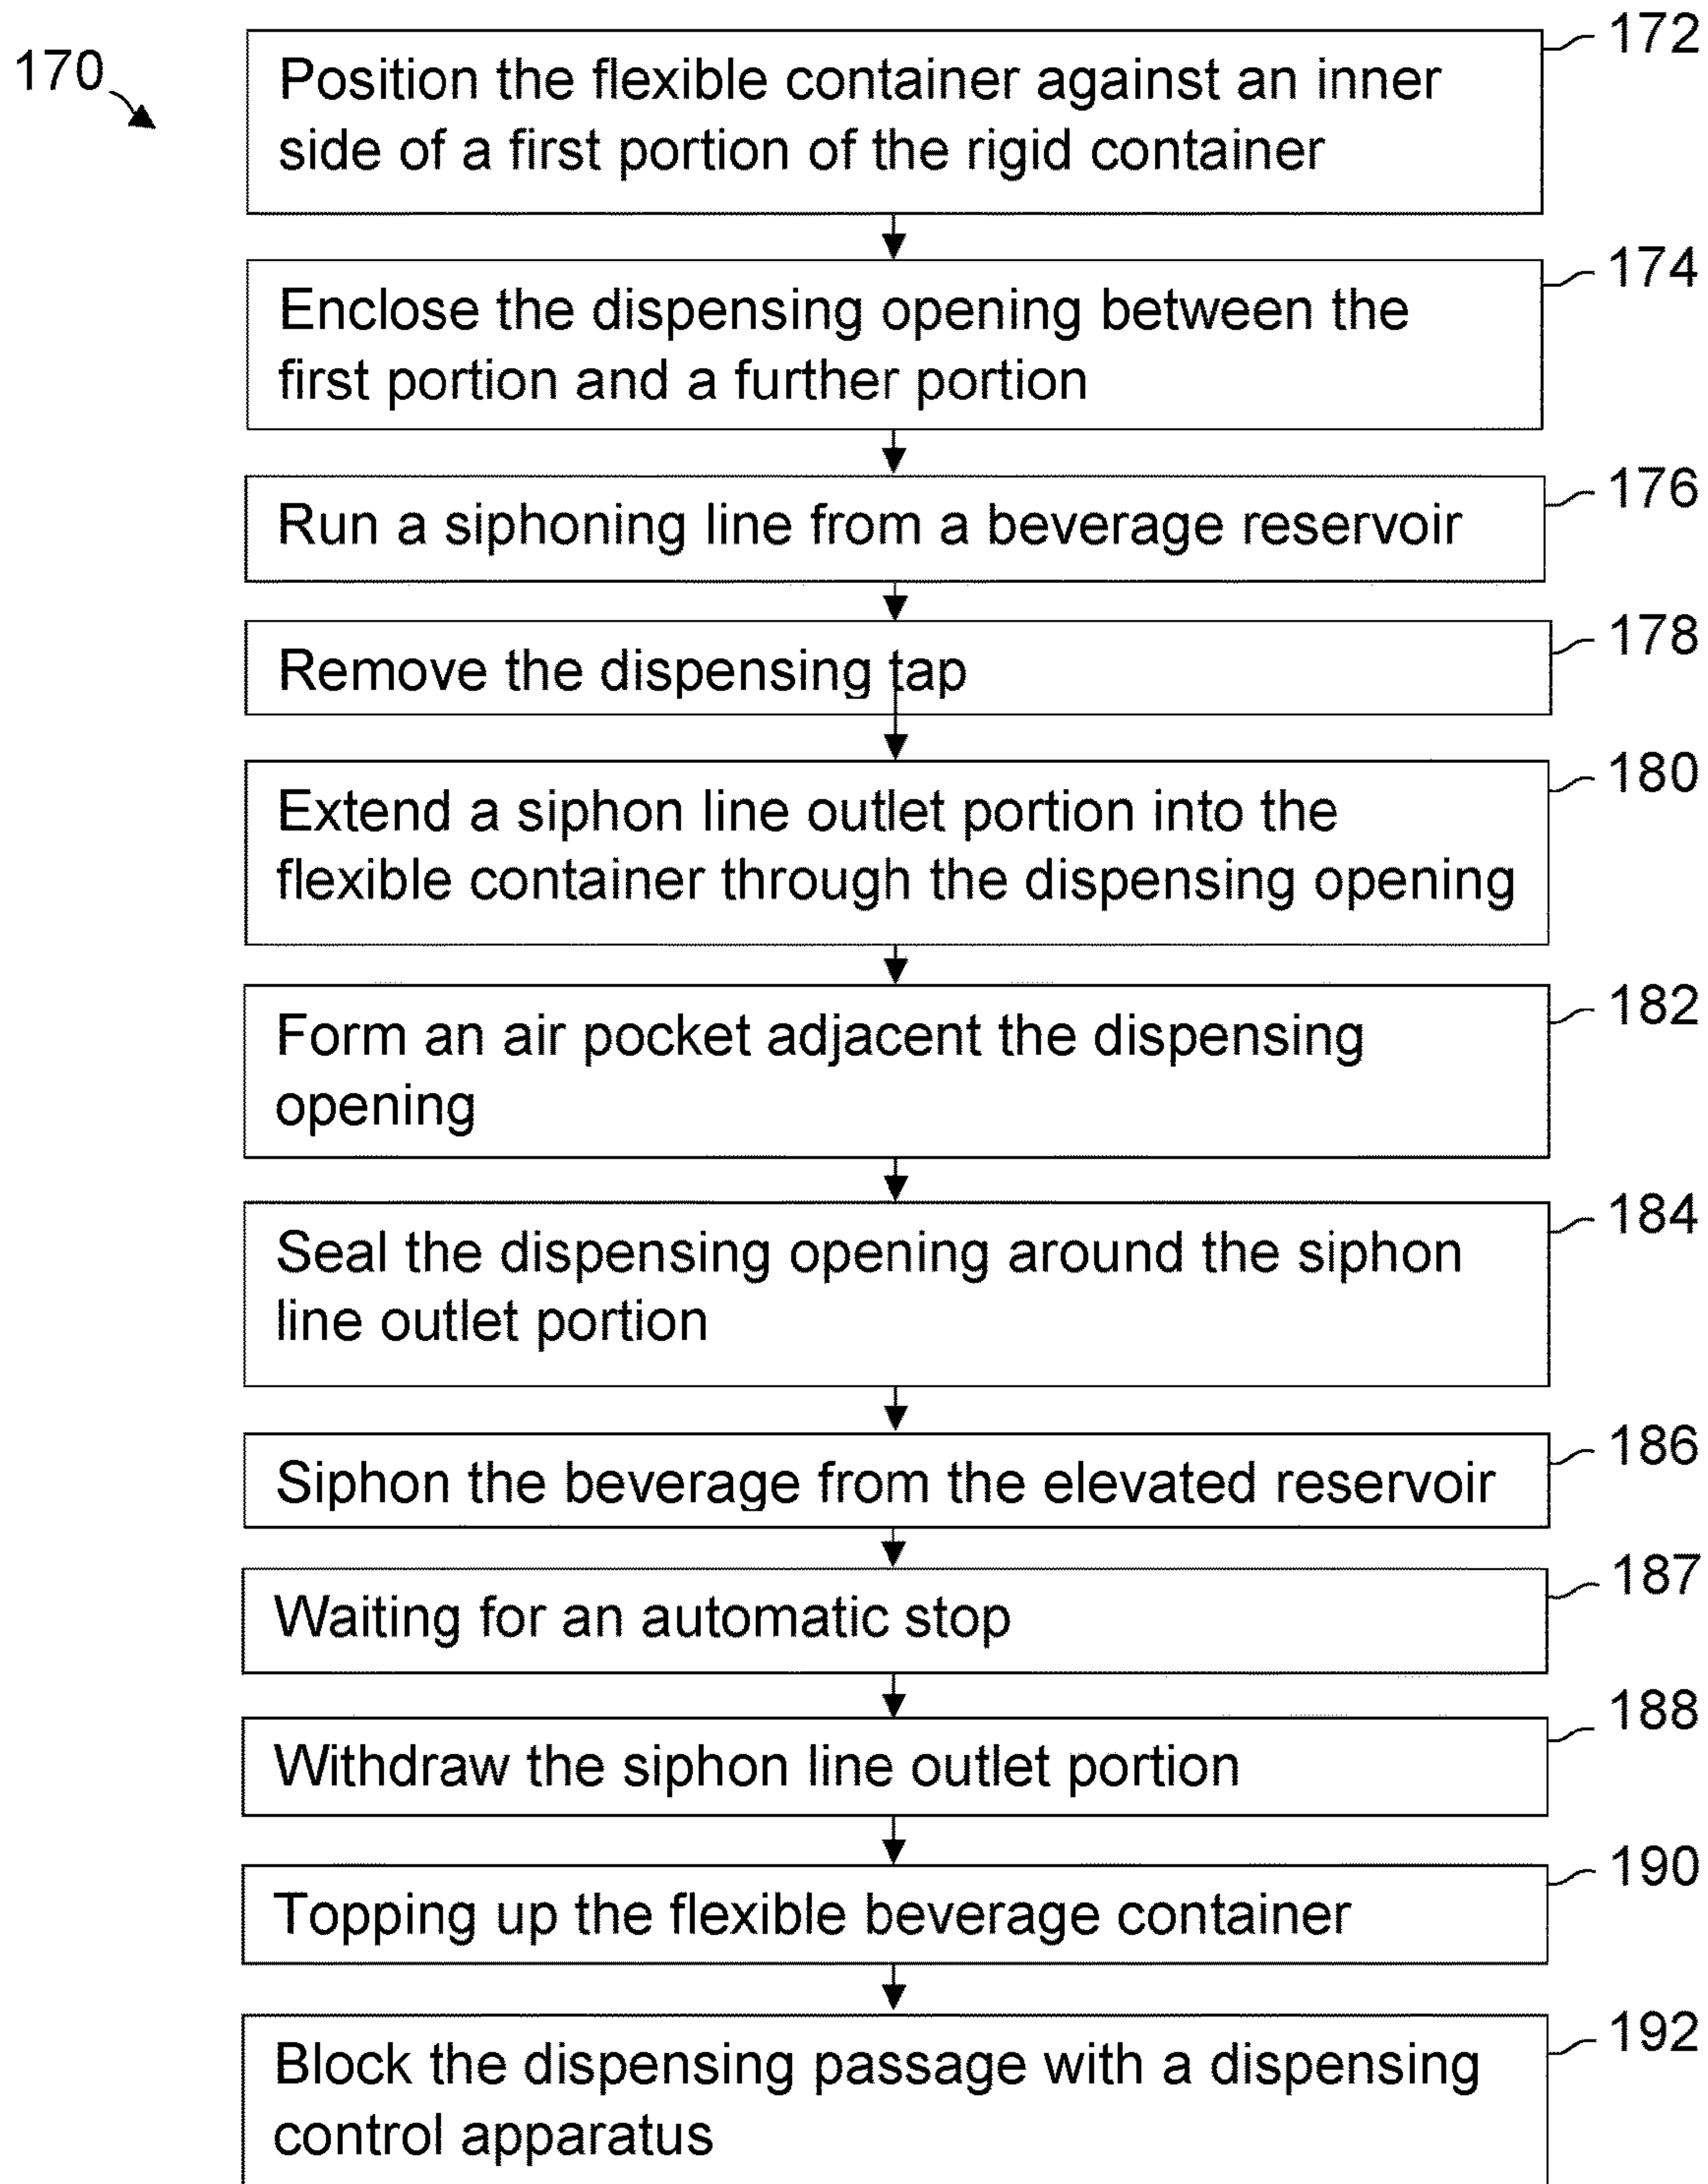 170
172
Position the flexible container against an inner
side of a first portion of the rigid container
174
Enclose the dispensing opening between the
first portion and a further portion
176
Run a siphoning line from a beverage reservoir
178
Remove the dispensing tap
180
Extend a siphon line outlet portion into the
flexible container through the dispensing opening
182
Form an air pocket adjacent the dispensing
opening
184
Seal the dispensing opening around the siphon
line outlet portion
186
Siphon the beverage from the elevated reservoir
187
Waiting for an automatic stop
188
Withdraw the siphon line outlet portion
190
Topping up the flexible beverage container
192
Block the dispensing passage with a dispensing
control apparatus